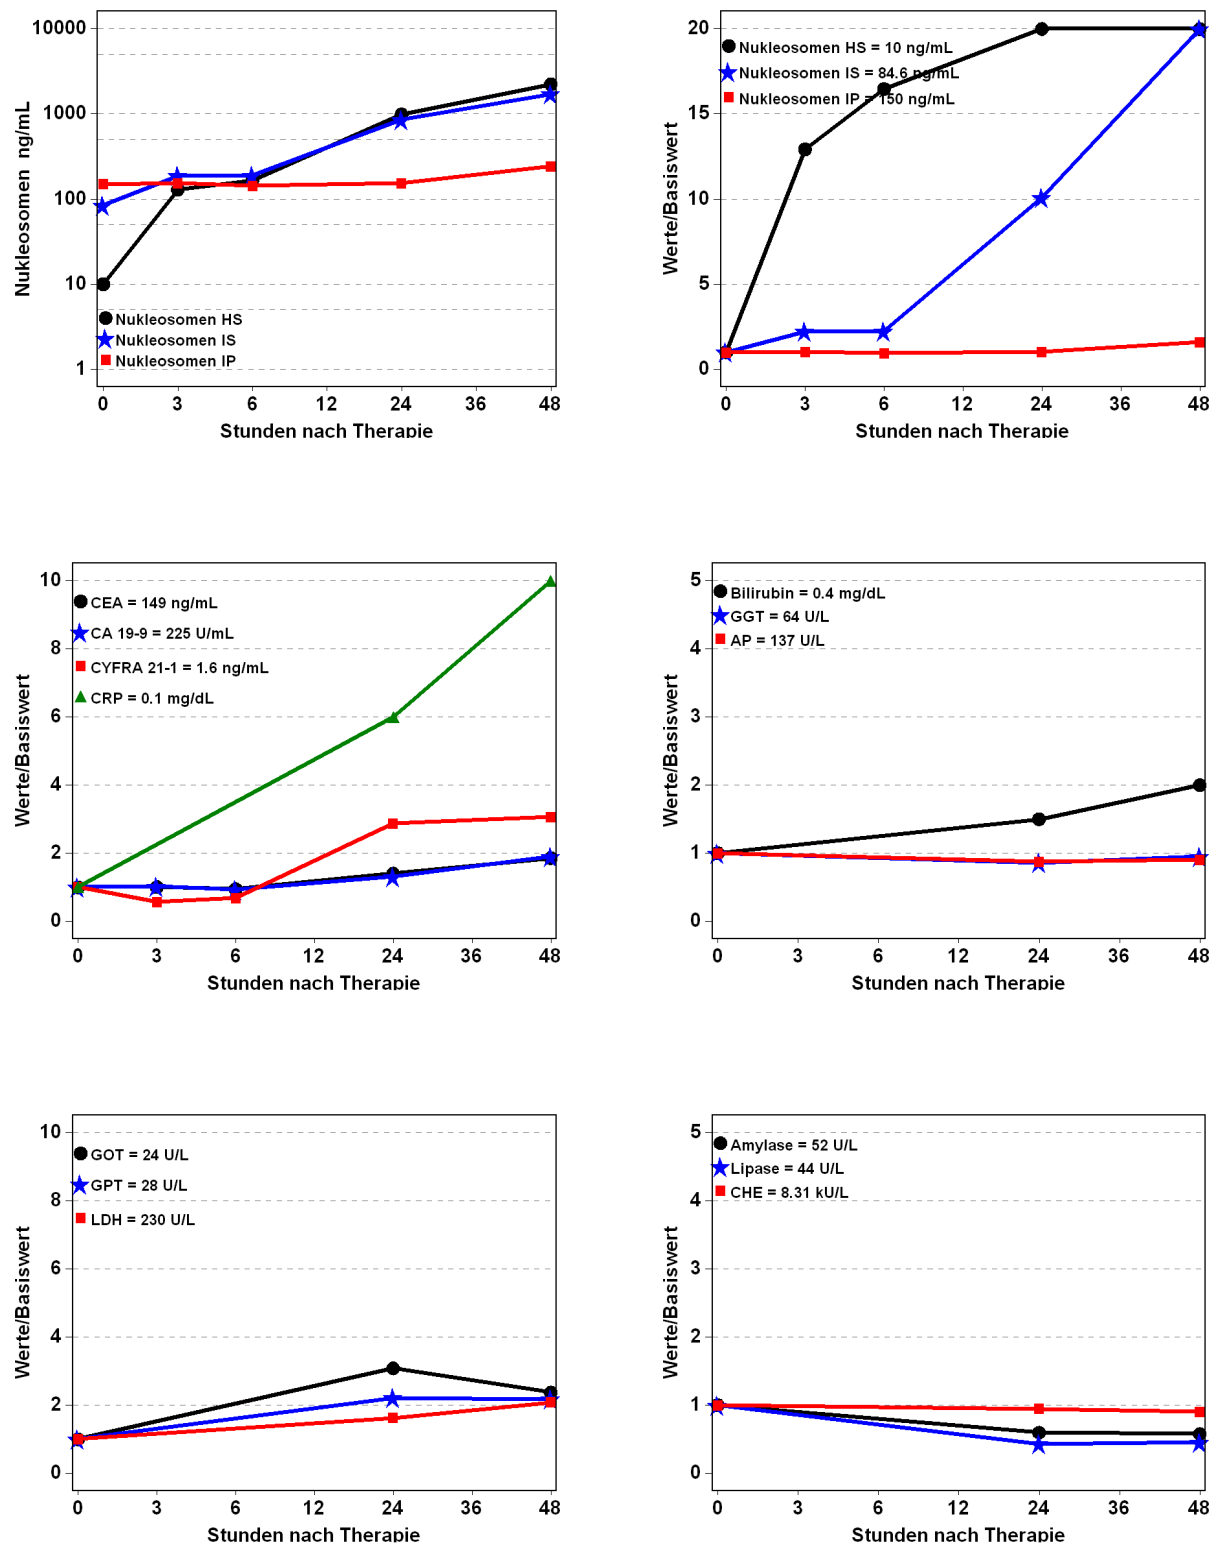 10000
1000
100
10
1
Nukleosomen ng/mL
Nukleosomen HS
Nukleosomen IS
Nukleosomen IP
0 3 6 12 24 36 48
Stunden nach Therapie
20
15
10
5
0
Werte/Basiswert
Nukleosomen HS = 10 ng/mL
Nukleosomen IS = 84.6 ng/mL
Nukleosomen IP = 150 ng/mL
0 3 6 12 24 36 48
Stunden nach Therapie
10
8
6
4
2
0
Werte/Basiswert
CEA = 149 ng/mL
CA 19-9 = 225 U/mL
CYFRA 21-1 = 1.6 ng/mL
CRP = 0.1 mg/dL
0 3 6 12 24 36 48
Stunden nach Therapie
5
4
3
2
1
0
Werte/Basiswert
Bilirubin = 0.4 mg/dL
GGT = 64 U/L
AP = 137 U/L
0 3 6 12 24 36 48
Stunden nach Therapie
10
8
6
4
2
0
Werte/Basiswert
GOT = 24 U/L
GPT = 28 U/L
LDH = 230 U/L
0 3 6 12 24 36 48
Stunden nach Therapie
5
4
3
2
1
0
Werte/Basiswert
Amylase = 52 U/L
Lipase = 44 U/L
CHE = 8.31 kU/L
0 3 6 12 24 36 48
Stunden nach Therapie